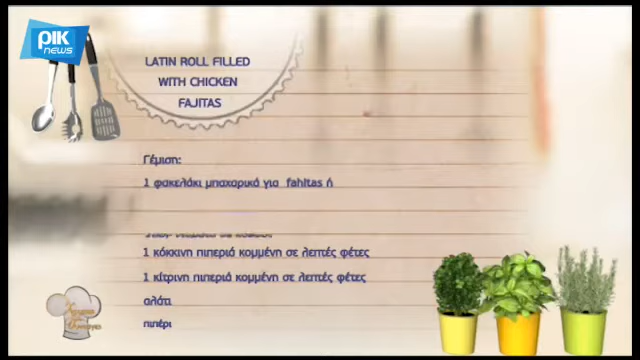 ΡΙΚ
news
LATIN ROLL FILLED
WITH CHICKEN
FAJITAS
Γέμιση:
1 φακελάκι μπαχαρικά για fahitas ή
1 κόκκινη πιπεριά κομμένη σε λεπτές φέτες
1 κίτρινη πιπεριά κομμένη σε λεπτές φέτες
αλάτι
πιπέρι